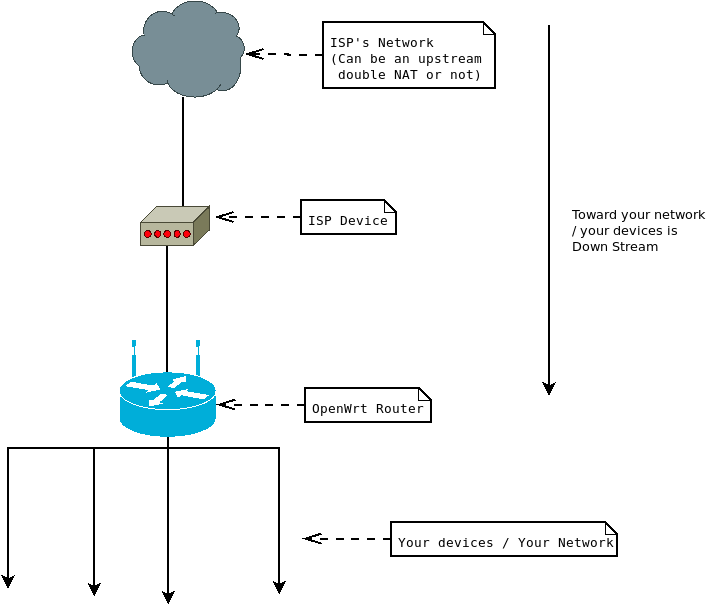 ISP's Network
(Can be an upstream
double NAT or not)
ISP Device
Toward your network
/ your devices is
Down Stream
OpenWrt Router
Your devices / Your Network